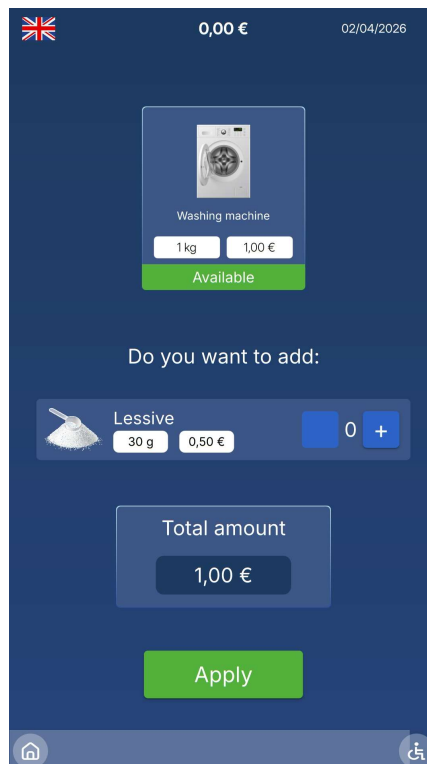 0,00 €
02/04/2026
Washing machine
1 kg
1,00 €
Available
Do you want to add:
Lessive
30 g
0,50 €
0
+
Total amount
1,00 €
Apply